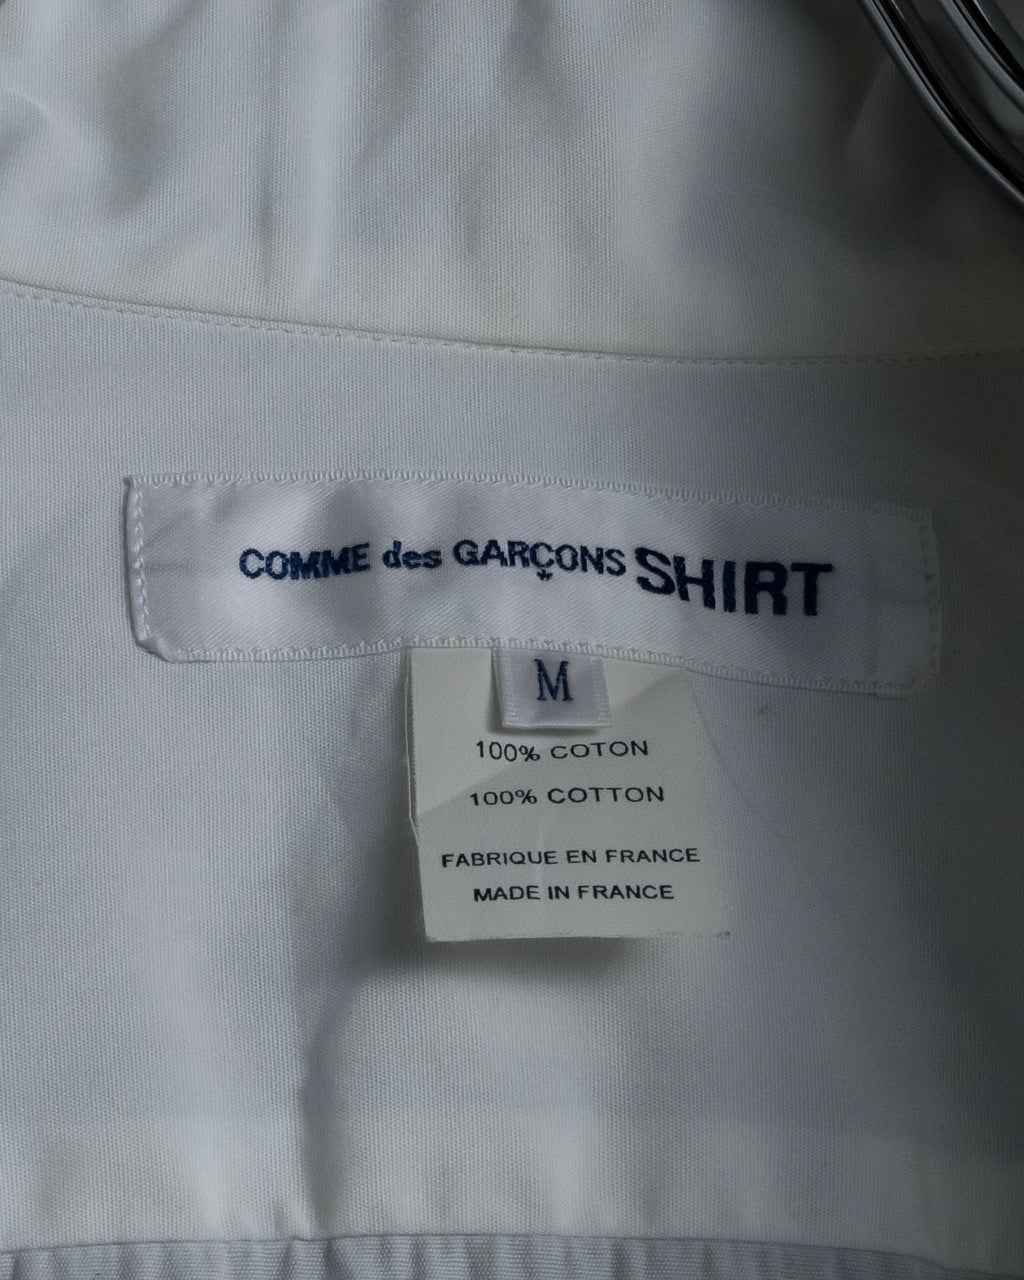 COMME des GARÇONS SHIRT
M
100% COTON
100% COTTON
FABRIQUE EN FRANCE
MADE IN FRANCE